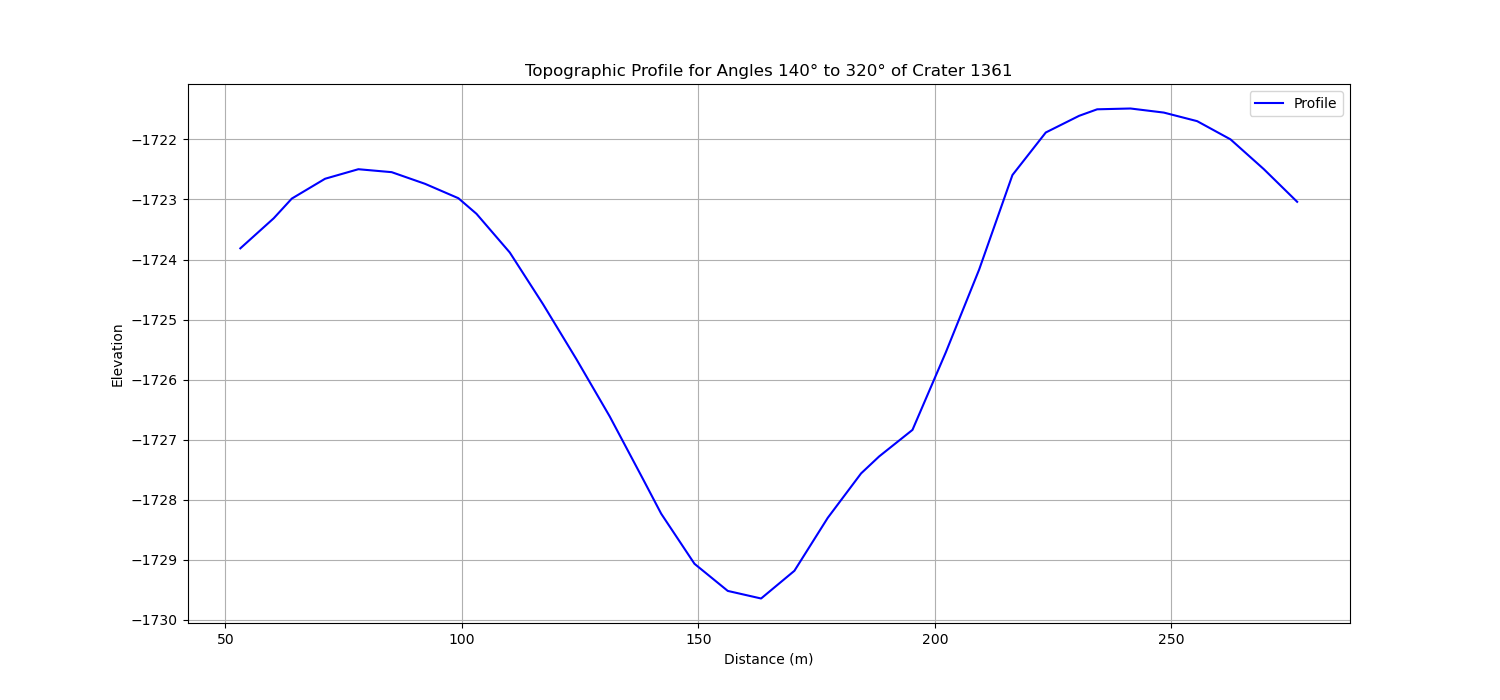 Topographic Profile for Angles 140° to 320° of Crater 1361
Profile
−1722
−1723
−1724
−1725
−1726
−1727
−1728
−1729
−1730
Elevation
50 100 150 200 250
Distance (m)